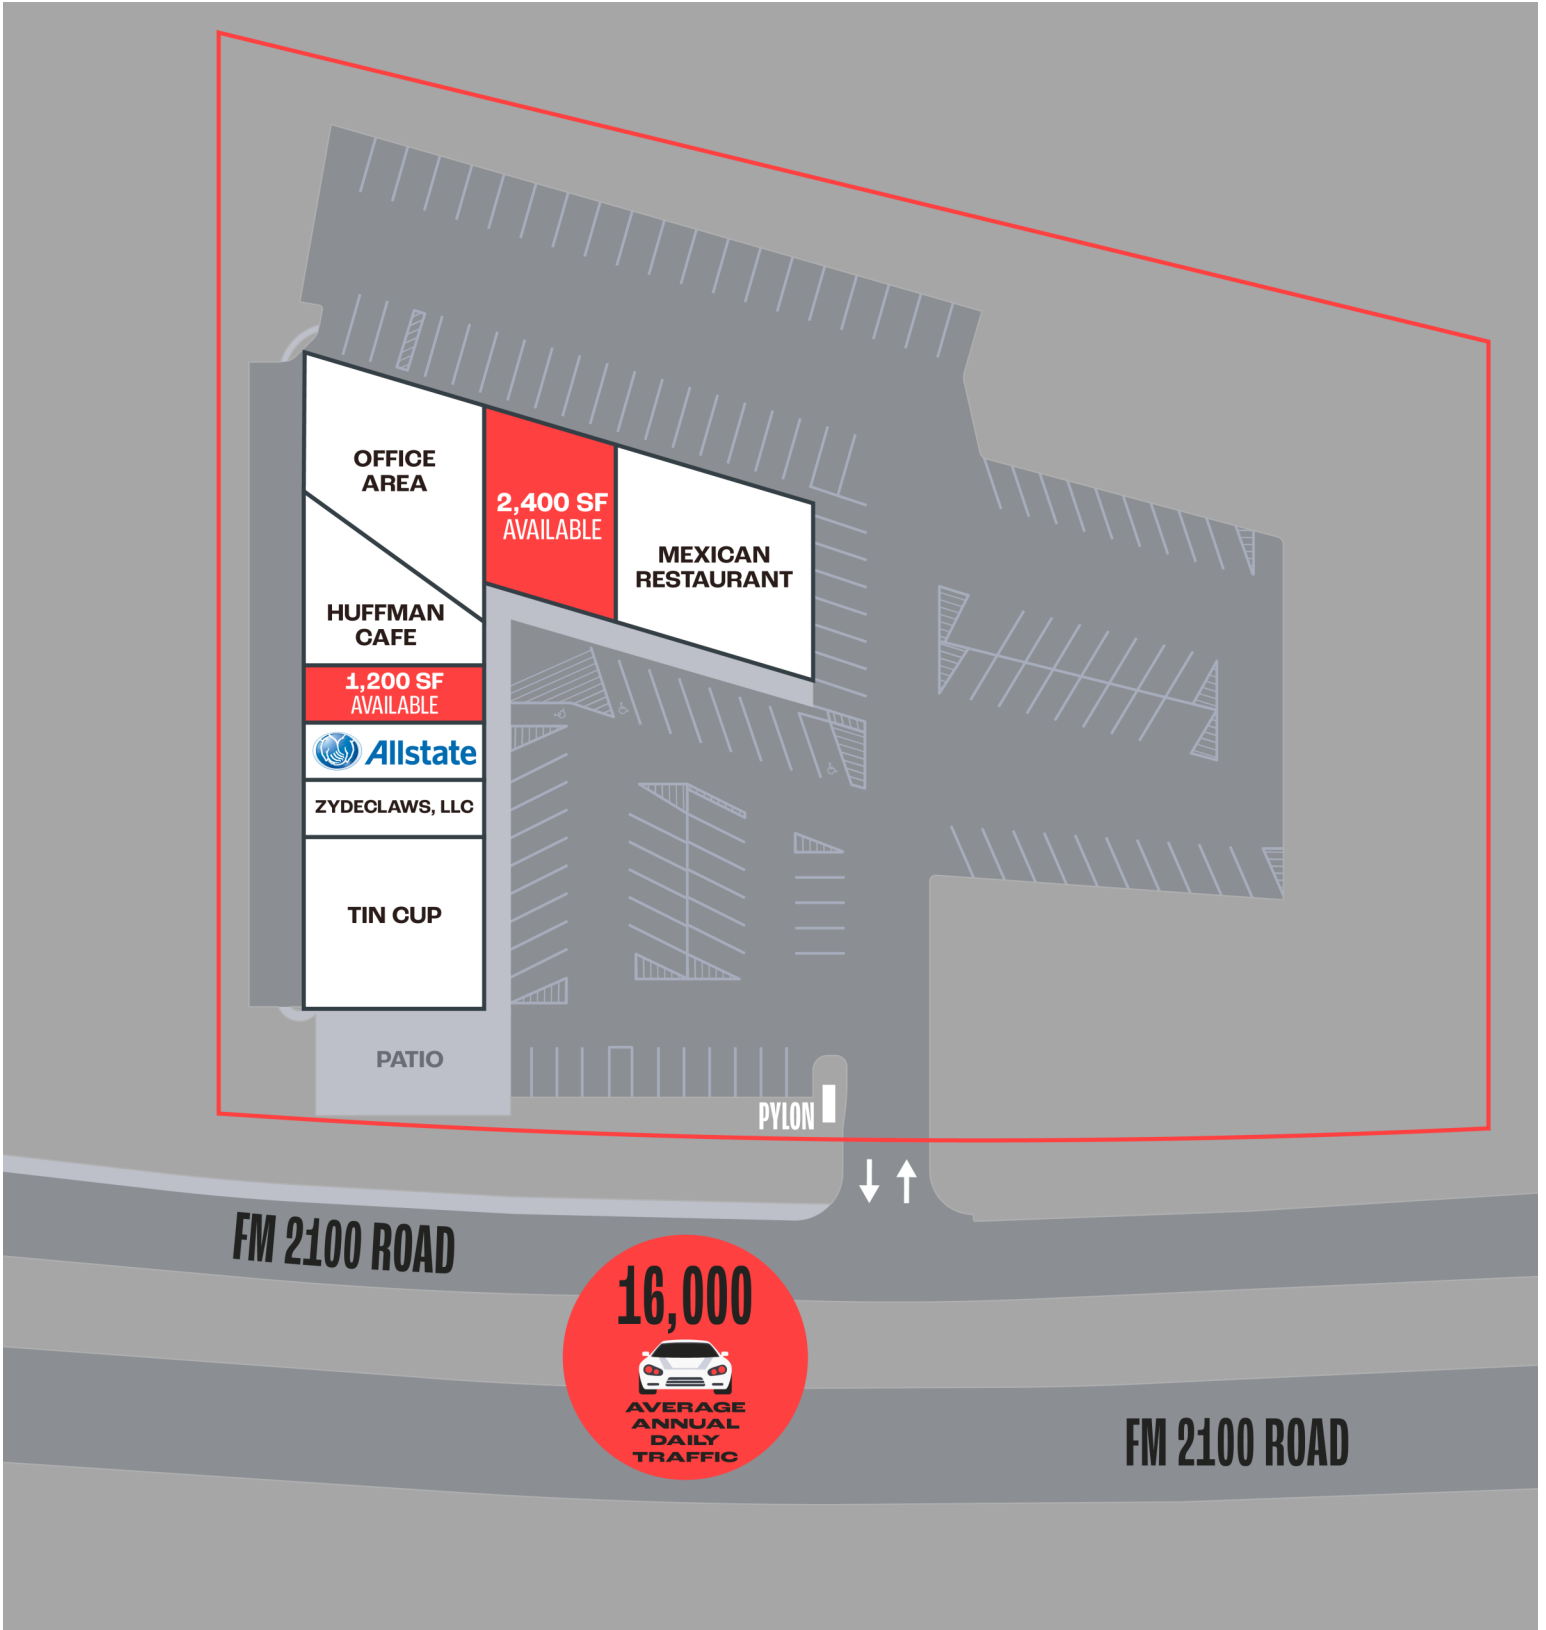 OFFICE
AREA
2,400 SF
AVAILABLE
MEXICAN
RESTAURANT
HUFFMAN
CAFE
1,200 SF
AVAILABLE
Allstate
ZYDECLAWS, LLC
TIN CUP
PATIO
PYLON
FM 2100 ROAD
16,000
AVERAGE
ANNUAL
DAILY
TRAFFIC
FM 2100 ROAD